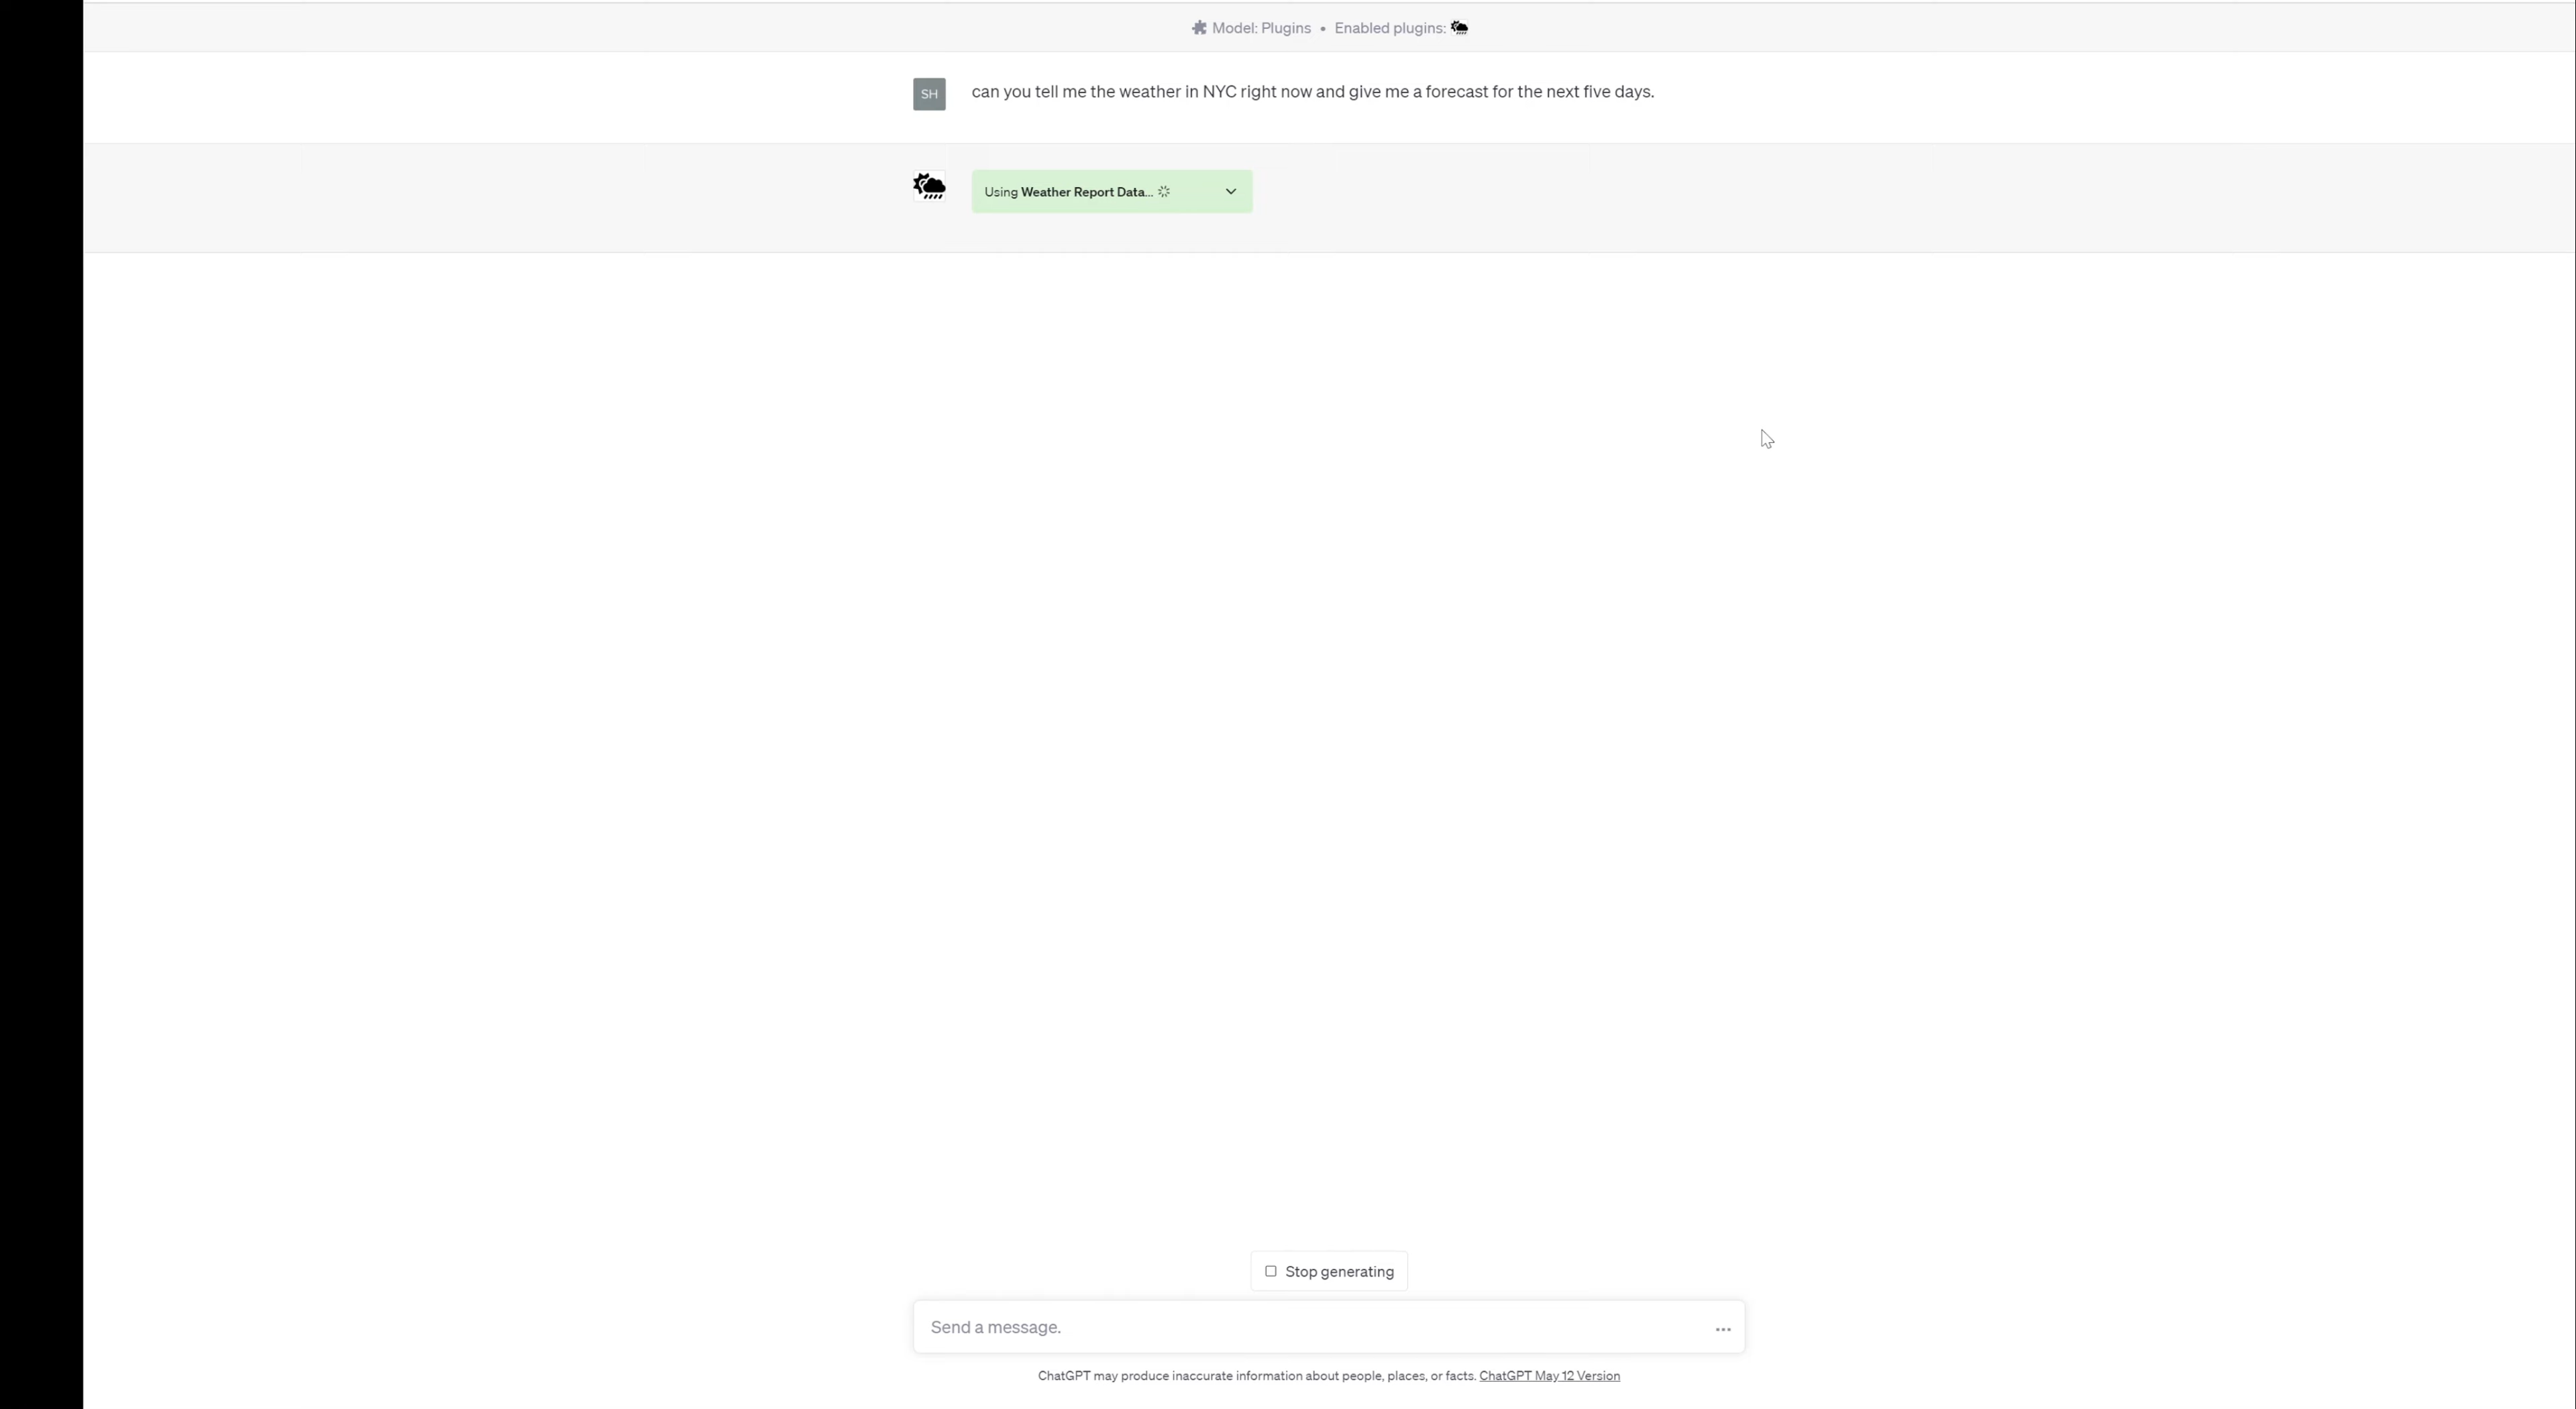 Model: Plugins • Enabled plugins:
SH
can you tell me the weather in NYC right now and give me a forecast for the next five days.
Using Weather Report Data...
Stop generating
Send a message.
ChatGPT may produce inaccurate information about people, places, or facts. ChatGPT May 12 Version